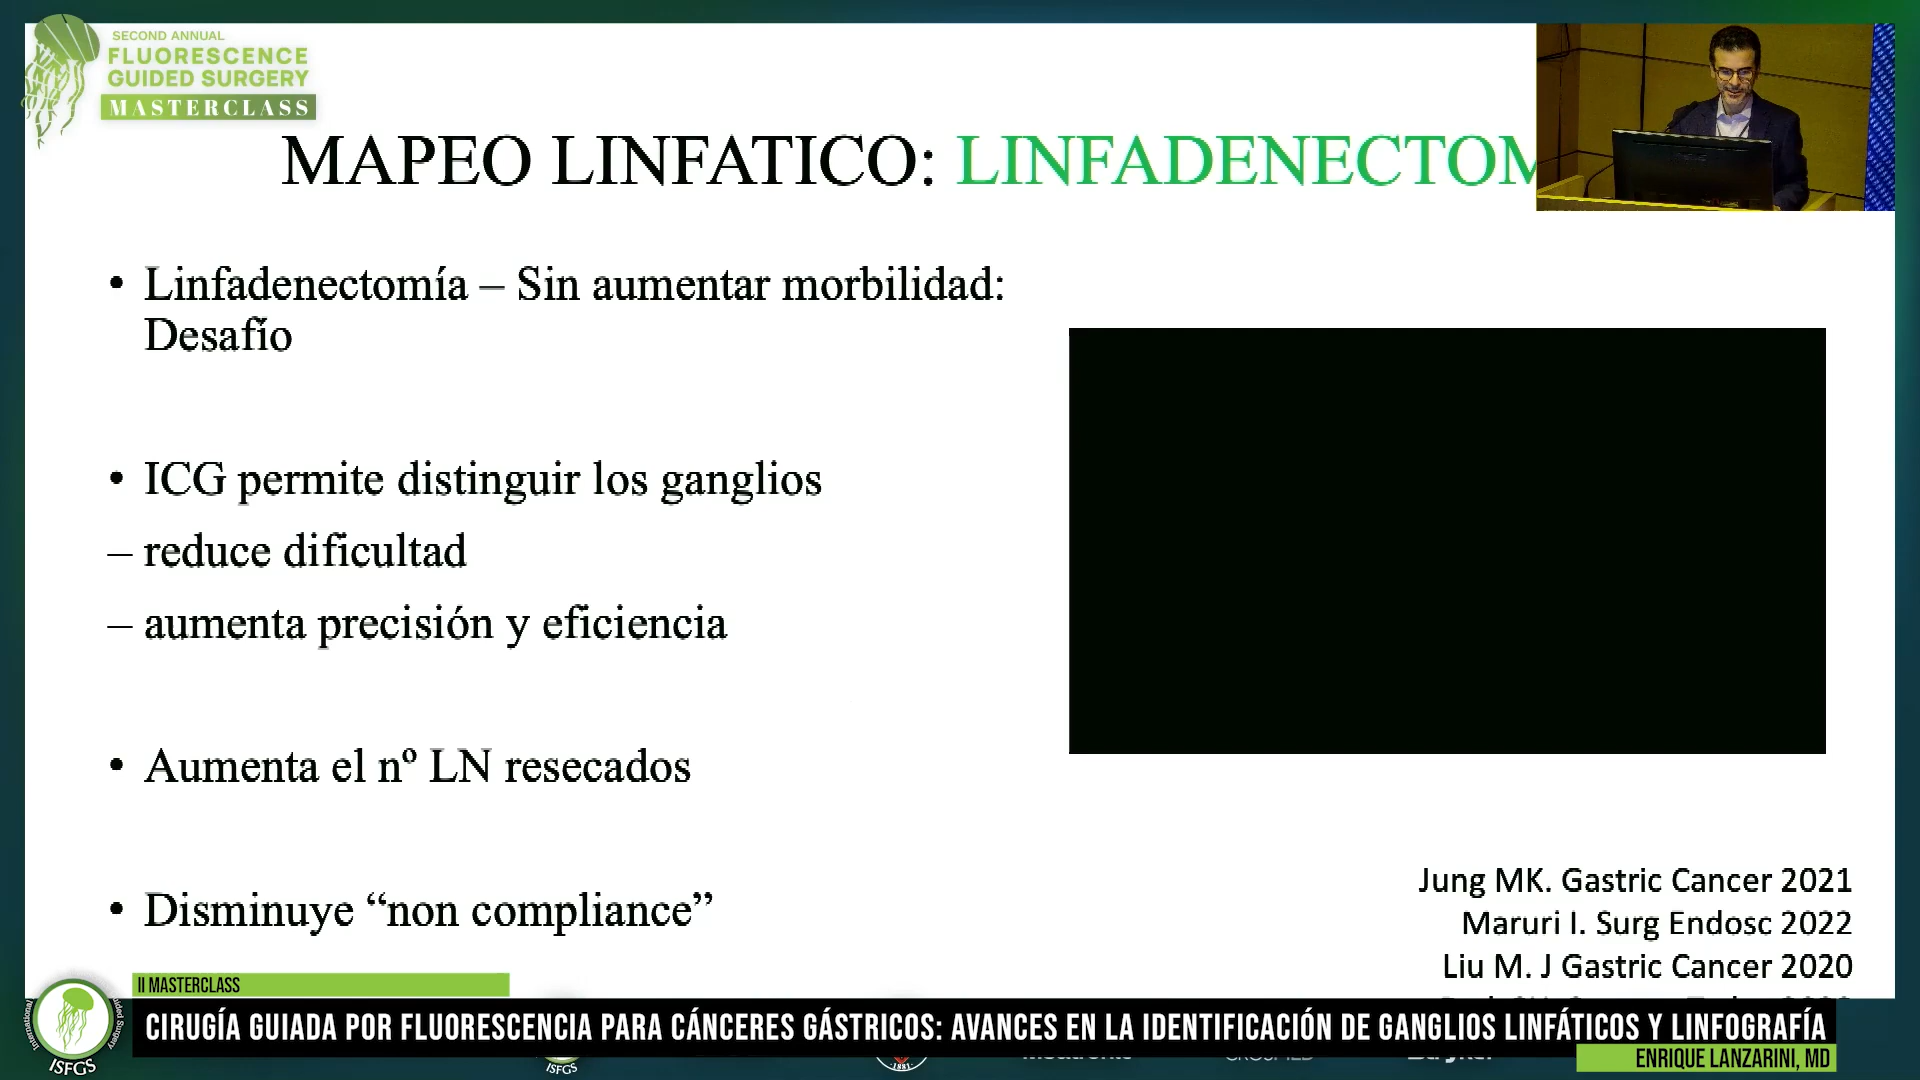 SECOND ANNUAL
FLUORESCENCE
GUIDED SURGERY
MASTERCLASS
MAPEO LINFATICO: LINFADENECTOM
• Linfadenectomía – Sin aumentar morbilidad:
Desafío
• ICG permite distinguir los ganglios
– reduce dificultad
– aumenta precisión y eficiencia
• Aumenta el nº LN resecados
• Disminuye “non compliance”
Jung MK. Gastric Cancer 2021
Maruri I. Surg Endosc 2022
Liu M. J Gastric Cancer 2020
II MASTERCLASS
CIRUGÍA GUIADA POR FLUORESCENCIA PARA CÁNCERES GÁSTRICOS: AVANCES EN LA IDENTIFICACIÓN DE GANGLIOS LINFÁTICOS Y LINFOGRAFÍA
ENRIQUE LANZARINI, MD
ISFGS
ISFGS